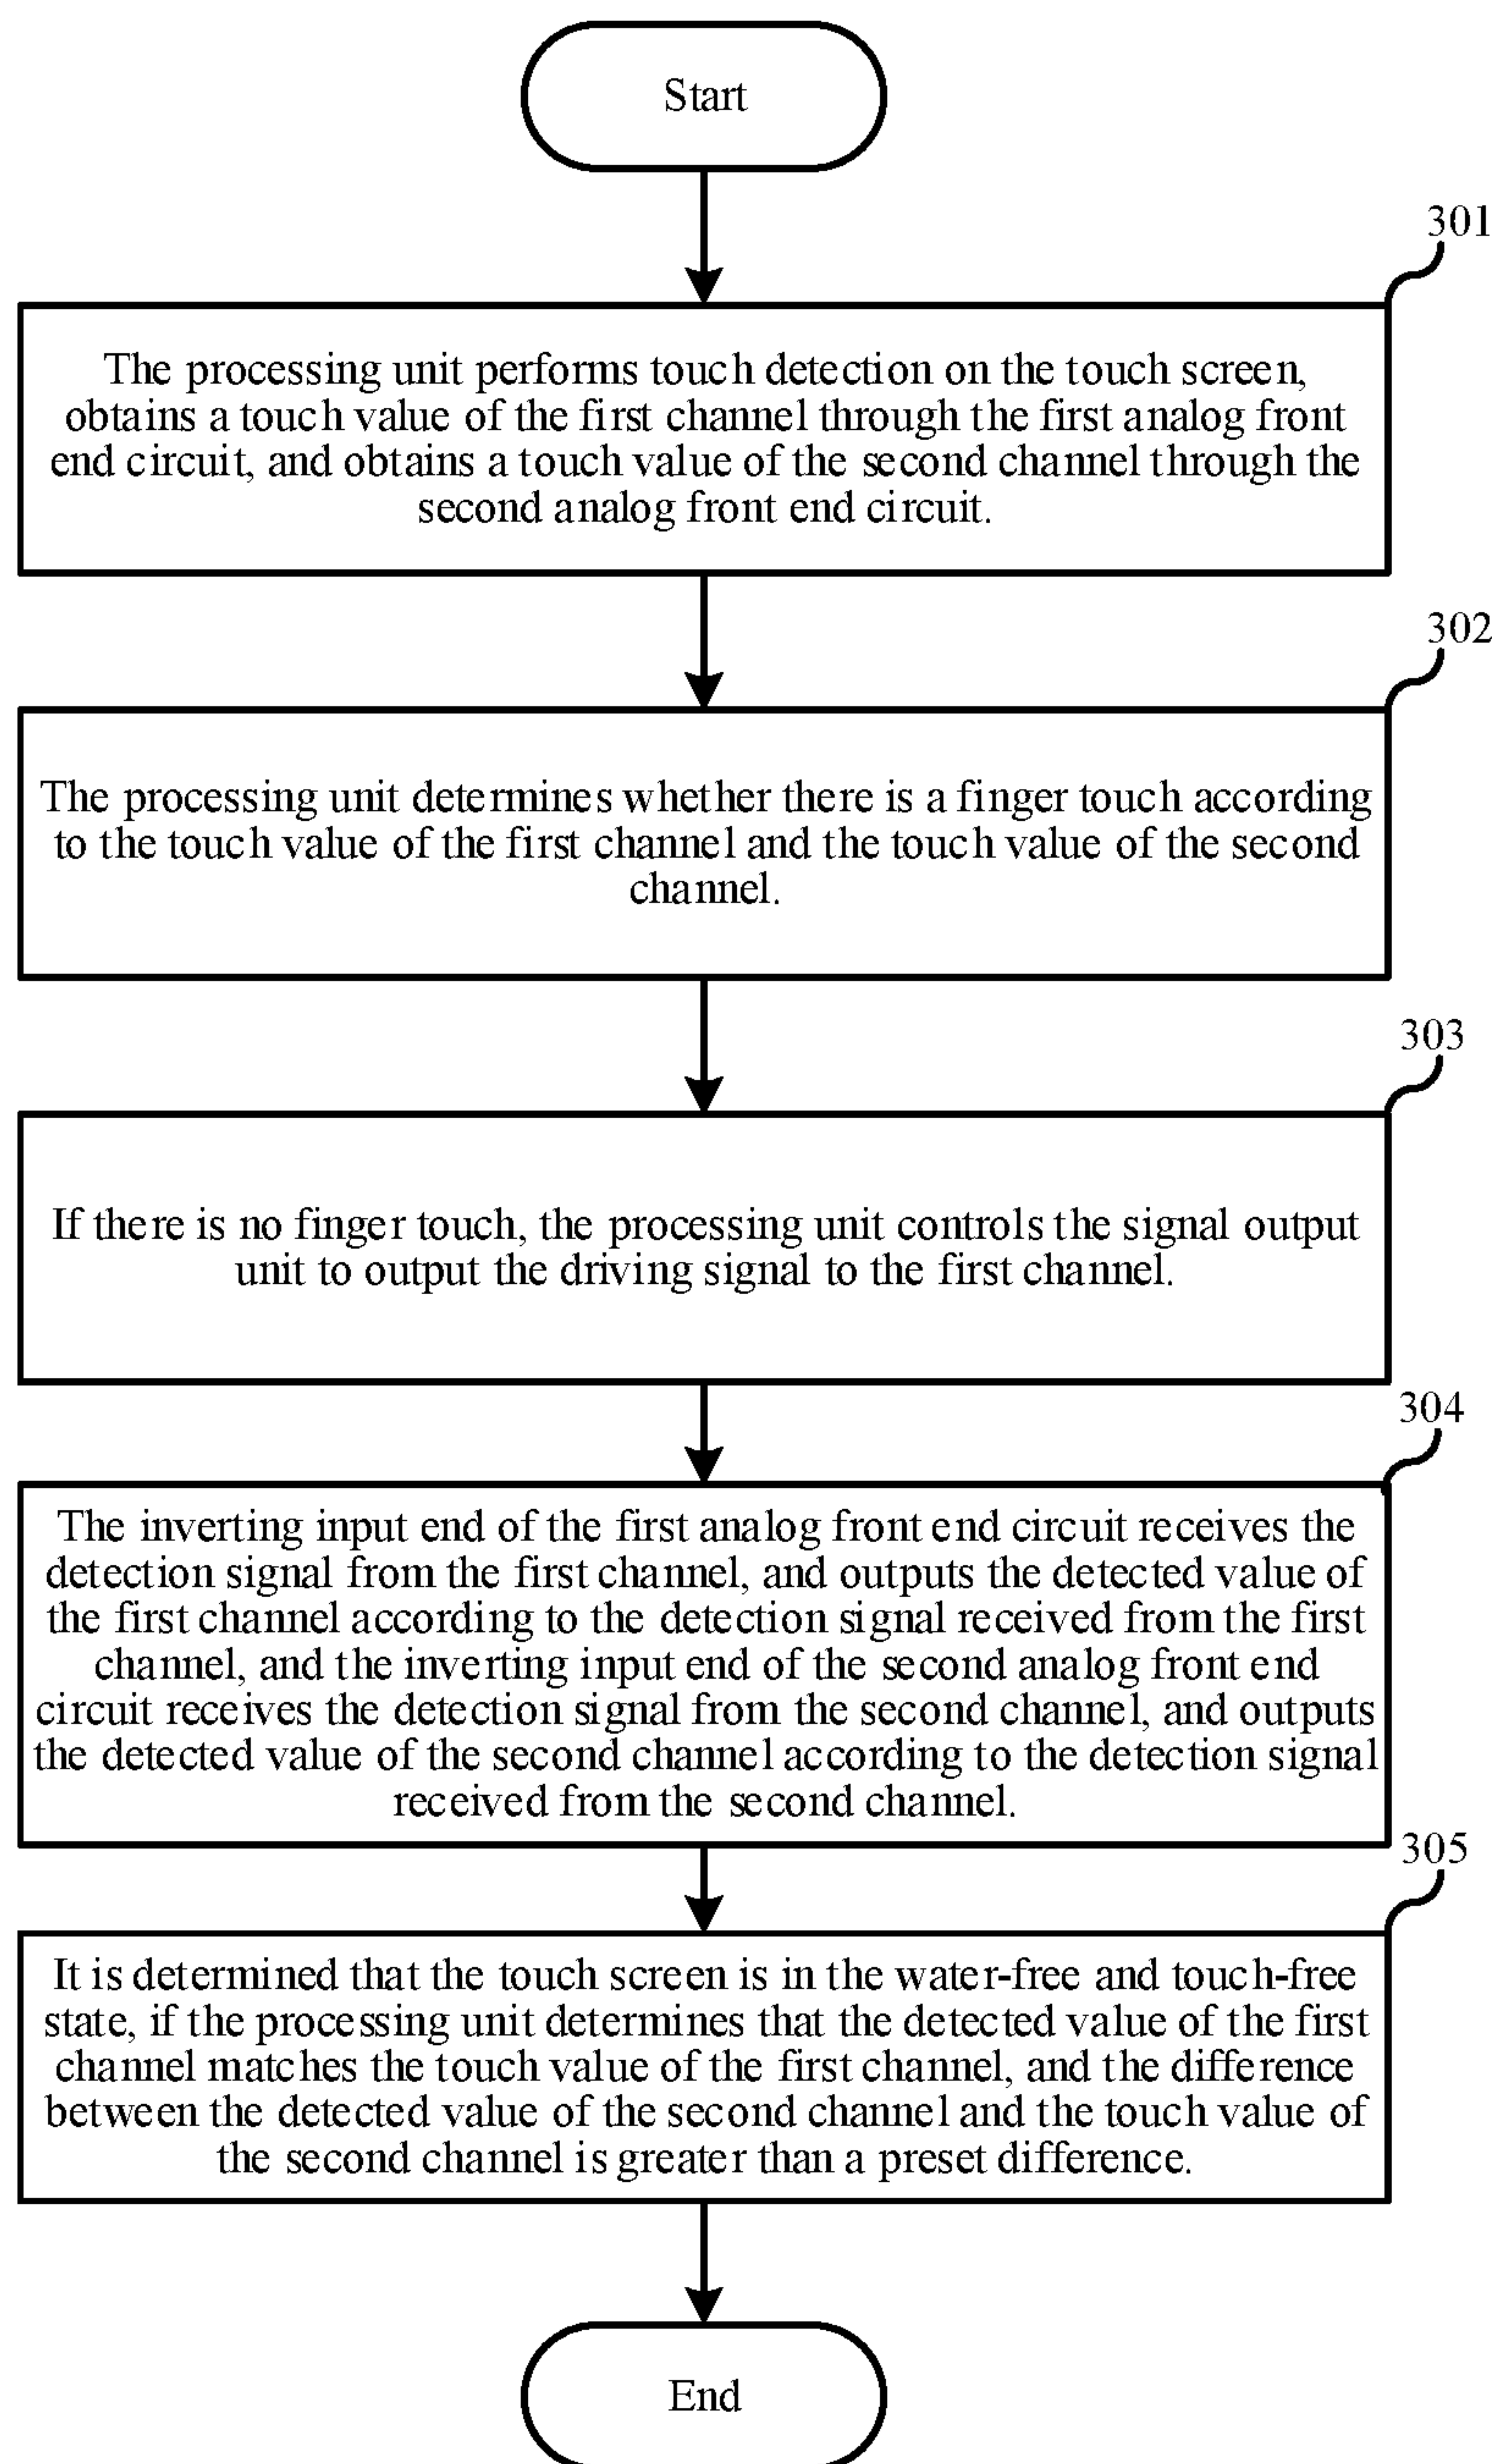 Start
301
The processing unit performs touch detection on the touch screen,
obtains a touch value of the first channel through the first analog front
end circuit, and obtains a touch value of the second channel through the
second analog front end circuit.
302
The processing unit determines whether there is a finger touch according
to the touch value of the first channel and the touch value of the second
channel.
303
If there is no finger touch, the processing unit controls the signal output
unit to output the driving signal to the first channel.
304
The inverting input end of the first analog front end circuit receives the
detection signal from the first channel, and outputs the detected value of
the first channel according to the detection signal received from the first
channel, and the inverting input end of the second analog front end
circuit receives the detection signal from the second channel, and outputs
the detected value of the second channel according to the detection signal
received from the second channel.
305
It is determined that the touch screen is in the water-free and touch-free
state, if the processing unit determines that the detected value of the first
channel matches the touch value of the first channel, and the difference
between the detected value of the second channel and the touch value of
the second channel is greater than a preset difference.
End